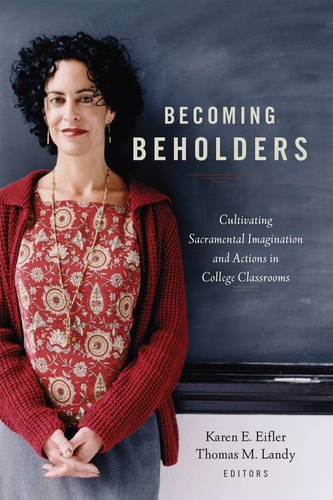 BECOMING
BEHOLDERS
Cultivating
Sacramental Imagination
and Actions in
College Classrooms
Karen E. Eifler
Thomas M. Landy
EDITORS